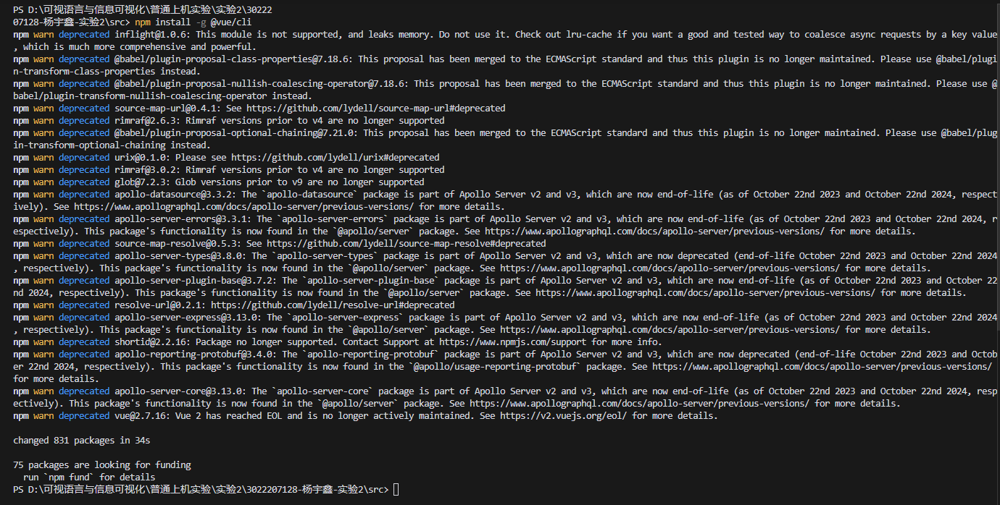 PS D:\可视语言与信息可视化\普通上机实验\实验2\30222
07128-杨宇鑫-实验2\src> npm install -g @vue/cli
npm warn deprecated inflight@1.0.6: This module is not supported, and leaks memory. Do not use it. Check out lru-cache if you want a good and tested way to coalesce async requests by a key value
, which is much more comprehensive and powerful.
npm warn deprecated @babel/plugin-proposal-class-properties@7.18.6: This proposal has been merged to the ECMAScript standard and thus this plugin is no longer maintained. Please use @babel/plugi
n-transform-class-properties instead.
npm warn deprecated @babel/plugin-proposal-nullish-coalescing-operator@7.18.6: This proposal has been merged to the ECMAScript standard and thus this plugin is no longer maintained. Please use @
babel/plugin-transform-nullish-coalescing-operator instead.
npm warn deprecated source-map-url@0.4.1: See https://github.com/lydell/source-map-url#deprecated
npm warn deprecated rimraf@2.6.3: Rimraf versions prior to v4 are no longer supported
npm warn deprecated @babel/plugin-proposal-optional-chaining@7.21.0: This proposal has been merged to the ECMAScript standard and thus this plugin is no longer maintained. Please use @babel/plug
in-transform-optional-chaining instead.
npm warn deprecated urix@0.1.0: Please see https://github.com/lydell/urix#deprecated
npm warn deprecated rimraf@3.0.2: Rimraf versions prior to v4 are no longer supported
npm warn deprecated glob@7.2.3: Glob versions prior to v9 are no longer supported
npm warn deprecated apollo-datasource@3.3.2: The `apollo-datasource` package is part of Apollo Server v2 and v3, which are now end-of-life (as of October 22nd 2023 and October 22nd 2024, respect
ively). See https://www.apollographql.com/docs/apollo-server/previous-versions/ for more details.
npm warn deprecated apollo-server-errors@3.3.1: The `apollo-server-errors` package is part of Apollo Server v2 and v3, which are now end-of-life (as of October 22nd 2023 and October 22nd 2024, r
espectively). This package's functionality is now found in the `@apollo/server` package. See https://www.apollographql.com/docs/apollo-server/previous-versions/ for more details.
npm warn deprecated source-map-resolve@0.5.3: See https://github.com/lydell/source-map-resolve#deprecated
npm warn deprecated apollo-server-types@3.8.0: The `apollo-server-types` package is part of Apollo Server v2 and v3, which are now deprecated (end-of-life October 22nd 2023 and October 22nd 2024
, respectively). This package's functionality is now found in the `@apollo/server` package. See https://www.apollographql.com/docs/apollo-server/previous-versions/ for more details.
npm warn deprecated apollo-server-plugin-base@3.7.2: The `apollo-server-plugin-base` package is part of Apollo Server v2 and v3, which are now end-of-life (as of October 22nd 2023 and October 22
nd 2024, respectively). This package's functionality is now found in the `@apollo/server` package. See https://www.apollographql.com/docs/apollo-server/previous-versions/ for more details.
npm warn deprecated resolve-url@0.2.1: https://github.com/lydell/resolve-url#deprecated
npm warn deprecated apollo-server-express@3.13.0: The `apollo-server-express` package is part of Apollo Server v2 and v3, which are now end-of-life (as of October 22nd 2023 and October 22nd 2024
, respectively). This package's functionality is now found in the `@apollo/server` package. See https://www.apollographql.com/docs/apollo-server/previous-versions/ for more details.
npm warn deprecated shortid@2.2.16: Package no longer supported. Contact Support at https://www.npmjs.com/support for more info.
npm warn deprecated apollo-reporting-protobuf@3.4.0: The `apollo-reporting-protobuf` package is part of Apollo Server v2 and v3, which are now deprecated (end-of-life October 22nd 2023 and Octob
er 22nd 2024, respectively). This package's functionality is now found in the `@apollo/usage-reporting-protobuf` package. See https://www.apollographql.com/docs/apollo-server/previous-versions/
for more details.
npm warn deprecated apollo-server-core@3.13.0: The `apollo-server-core` package is part of Apollo Server v2 and v3, which are now end-of-life (as of October 22nd 2023 and October 22nd 2024, resp
ectively). This package's functionality is now found in the `@apollo/server` package. See https://www.apollographql.com/docs/apollo-server/previous-versions/ for more details.
npm warn deprecated vue@2.7.16: Vue 2 has reached EOL and is no longer actively maintained. See https://v2.vuejs.org/eol/ for more details.
changed 831 packages in 34s
75 packages are looking for funding
run `npm fund` for details
PS D:\可视语言与信息可视化\普通上机实验\实验2\3022207128-杨宇鑫-实验2\src>